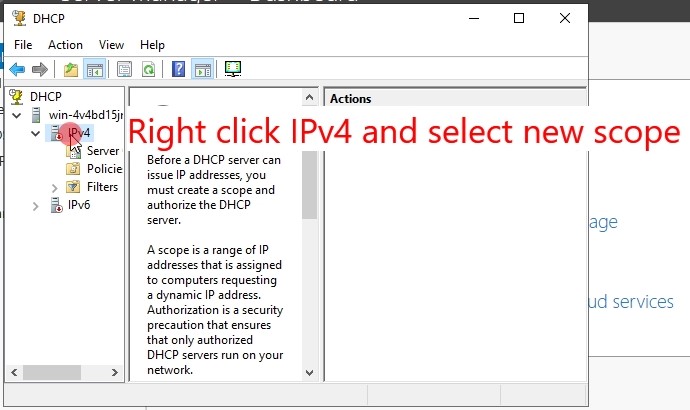 DHCP
File Action View Help
DHCP
win-4v4bd15jr
IPv4
Server
Policie
Filters
IPv6
Actions
Right click IPv4 and select new scope
Before a DHCP server can
issue IP addresses, you
must create a scope and
authorize the DHCP
server.
A scope is a range of IP
addresses that is assigned
to computers requesting
a dynamic IP address.
Authorization is a security
precaution that ensures
that only authorized
DHCP servers run on your
network.
age
ud services